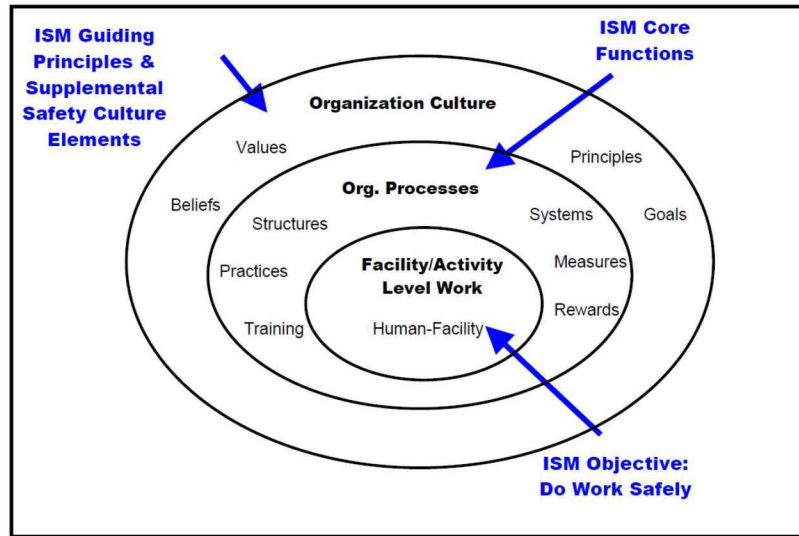 ISM Guiding
Principles &
Supplemental
Safety Culture
Elements
ISM Core
Functions
Organization Culture
Values
Principles
Beliefs
Goals
Org. Processes
Structures
Systems
Practices
Measures
Training
Rewards
Facility/Activity
Level Work
Human-Facility
ISM Objective:
Do Work Safely